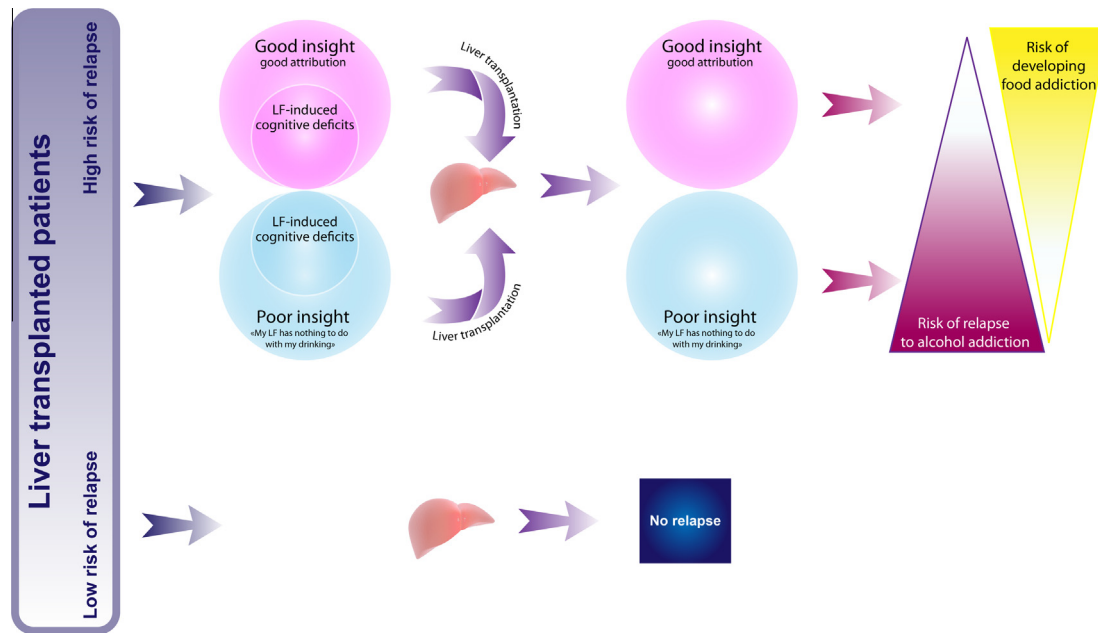 Liver transplanted patients
High risk of relapse
Low risk of relapse
Good insight
good attribution
LF-induced
cognitive deficits
LF-induced
cognitive deficits
Poor insight
«My LF has nothing to do
with my drinking»
Liver transplantation
Liver transplantation
Good insight
good attribution
Poor insight
«My LF has nothing to do
with my drinking»
Risk of
developing
food addiction
Risk of relapse
to alcohol addiction
No relapse